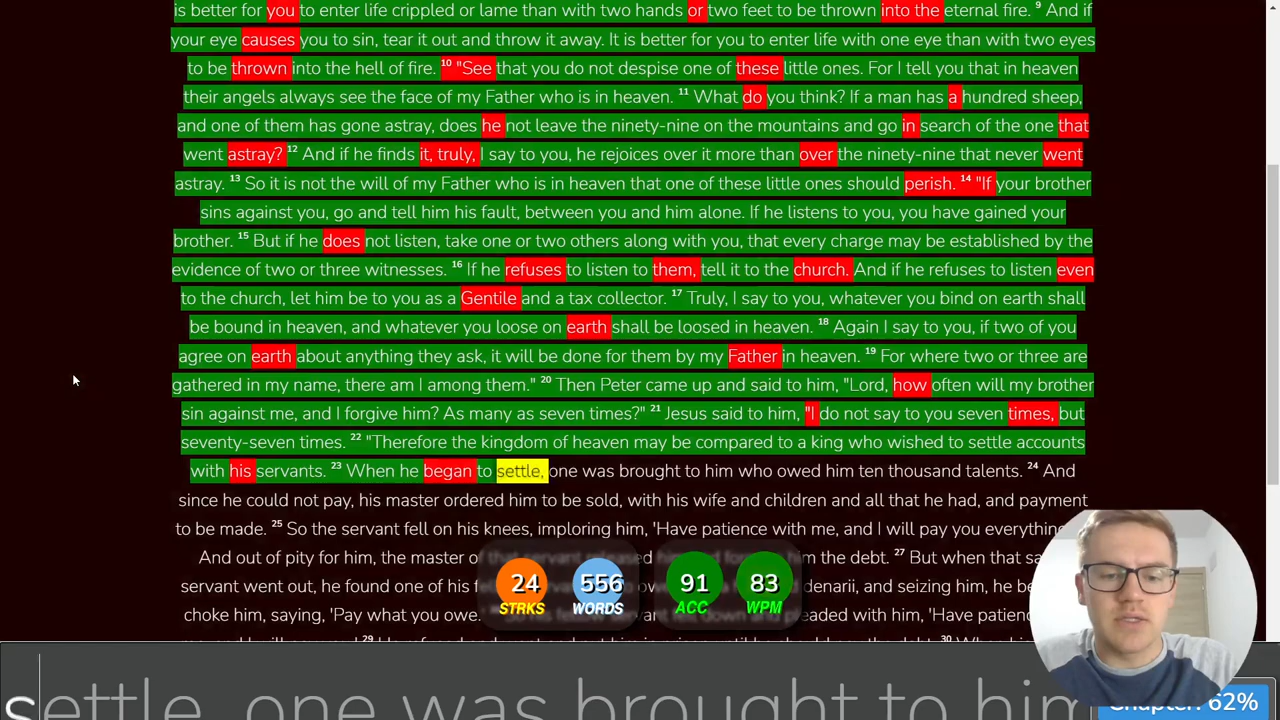 is better for you to enter life crippled or lame than with two hands or two feet to be thrown into the eternal fire. 9 And if
your eye causes you to sin, tear it out and throw it away. It is better for you to enter life with one eye than with two eyes
to be thrown into the hell of fire. 10 "See that you do not despise one of these little ones. For I tell you that in heaven
their angels always see the face of my Father who is in heaven. 11 What do you think? If a man has a hundred sheep,
and one of them has gone astray, does he not leave the ninety-nine on the mountains and go in search of the one that
went astray? 12 And if he finds it, truly, I say to you, he rejoices over it more than over the ninety-nine that never went
astray. 13 So it is not the will of my Father who is in heaven that one of these little ones should perish. 14 "If your brother
sins against you, go and tell him his fault, between you and him alone. If he listens to you, you have gained your
brother. 15 But if he does not listen, take one or two others along with you, that every charge may be established by the
evidence of two or three witnesses. 16 If he refuses to listen to them, tell it to the church. And if he refuses to listen even
to the church, let him be to you as a Gentile and a tax collector. 17 Truly, I say to you, whatever you bind on earth shall
be bound in heaven, and whatever you loose on earth shall be loosed in heaven. 18 Again I say to you, if two of you
agree on earth about anything they ask, it will be done for them by my Father in heaven. 19 For where two or three are
gathered in my name, there am I among them." 20 Then Peter came up and said to him, "Lord, how often will my brother
sin against me, and I forgive him? As many as seven times?" 21 Jesus said to him, "I do not say to you seven times, but
seventy-seven times. 22 "Therefore the kingdom of heaven may be compared to a king who wished to settle accounts
with his servants. 23 When he began to settle, one was brought to him who owed him ten thousand talents. 24 And
since he could not pay, his master ordered him to be sold, with his wife and children and all that he had, and payment
to be made. 25 So the servant fell on his knees, imploring him, 'Have patience with me, and I will pay you everything
And out of pity for him, the master of that servant released him and forgave him the debt. 27 But when that sa
servant went out, he found one of his f denarii, and seizing him, he be
choke him, saying, 'Pay what you owe. pleaded with him, 'Have patien
24 STRKS 556 WORDS 91 ACC 83 WPM
settle, one was brought to him
Chapter: 62%